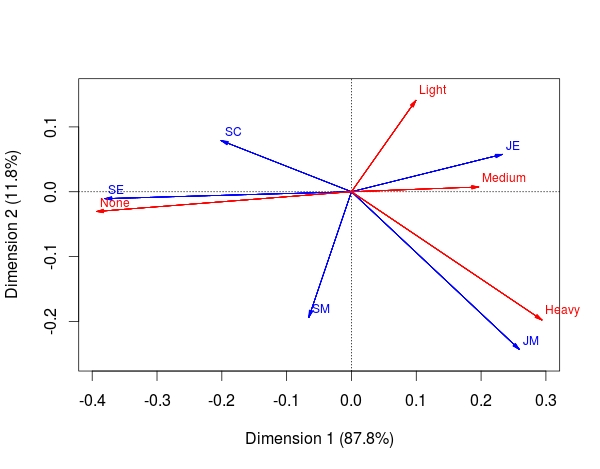 Light
SC
JE
Medium
SE
None
SM
Heavy
JM
0.1
0.0
-0.1
-0.2
Dimension 2 (11.8%)
-0.4 -0.3 -0.2 -0.1 0.0 0.1 0.2 0.3
Dimension 1 (87.8%)